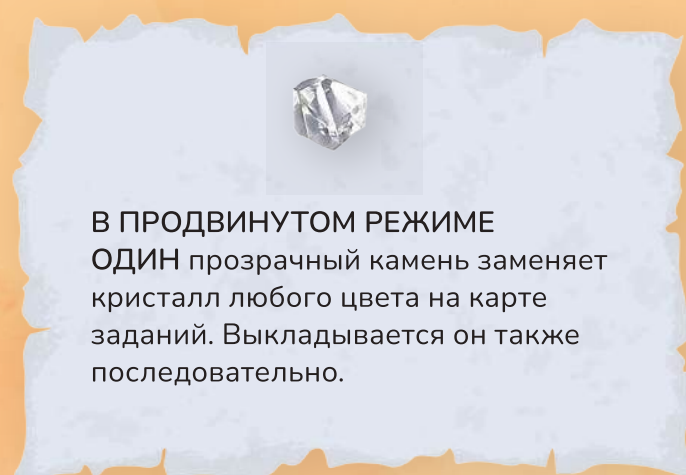 В ПРОДВИНУТОМ РЕЖИМЕ
ОДИН прозрачный камень заменяет
кристалл любого цвета на карте
заданий. Выкладывается он также
последовательно.